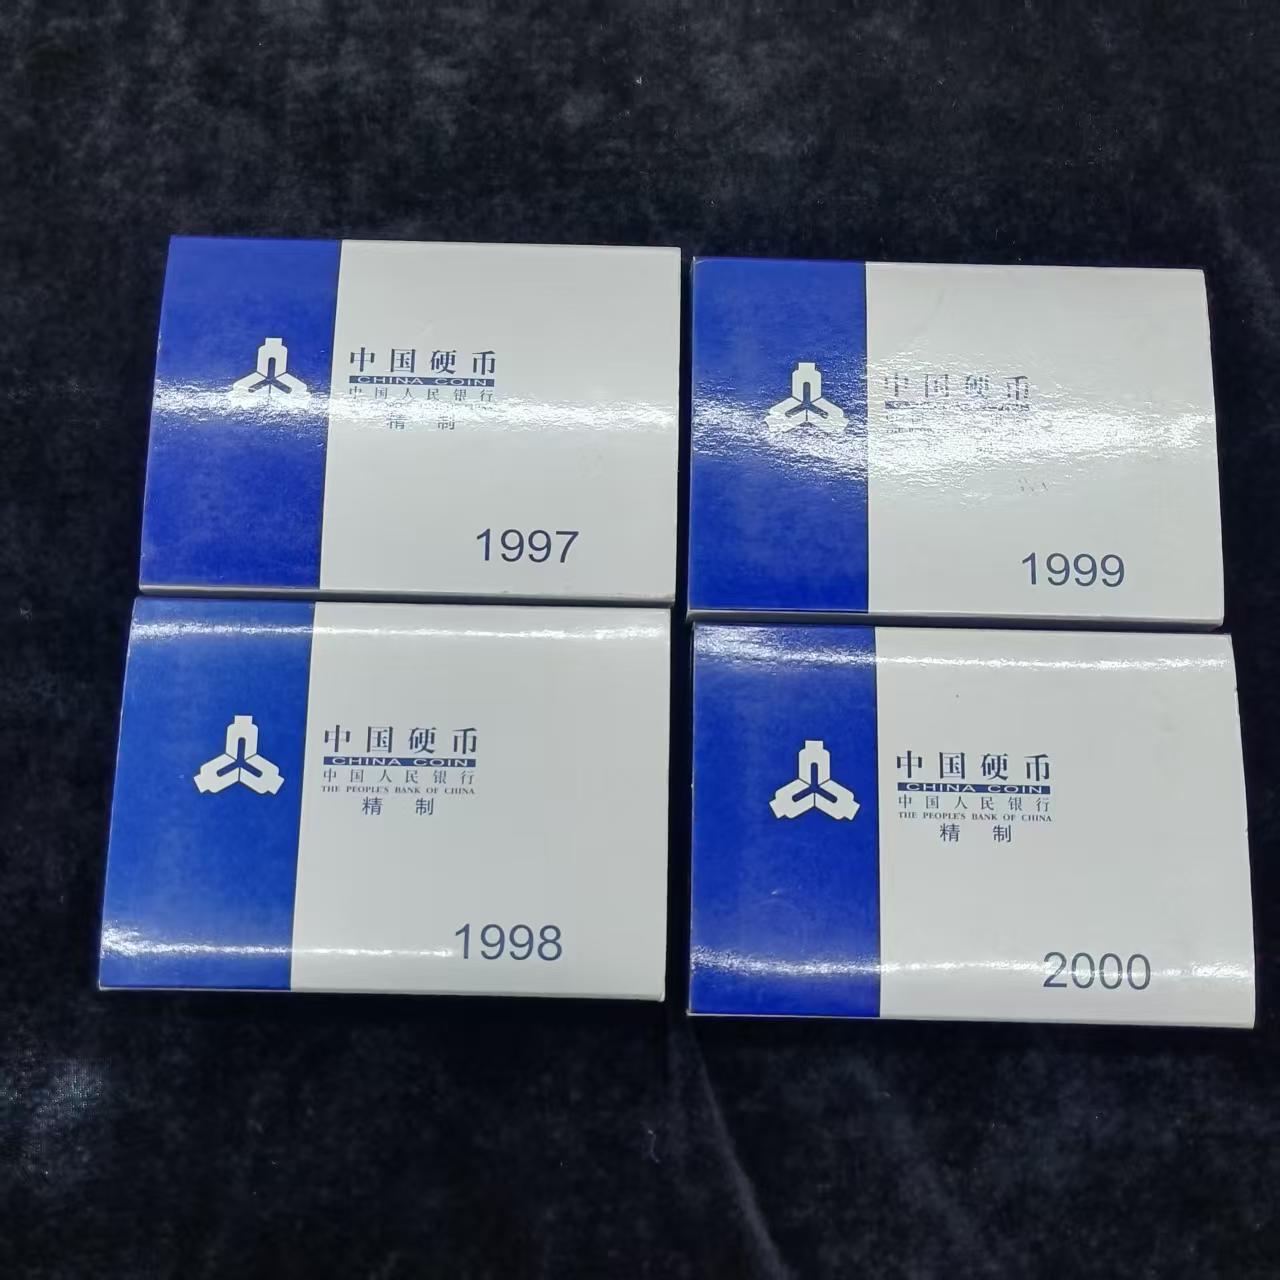 中国硬币
CHINA COIN
中国人民银行
精制
1997
中国硬币
1999
中国硬币
CHINA COIN
中国人民银行
THE PEOPLE'S BANK OF CHINA
精制
1998
中国硬币
CHINA COIN
中国人民银行
THE PEOPLE'S BANK OF CHINA
精制
2000